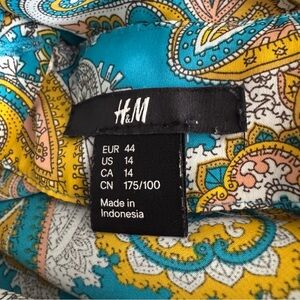 H&M
EUR 44
US 14
CA 14
CN 175/100
Made in
Indonesia